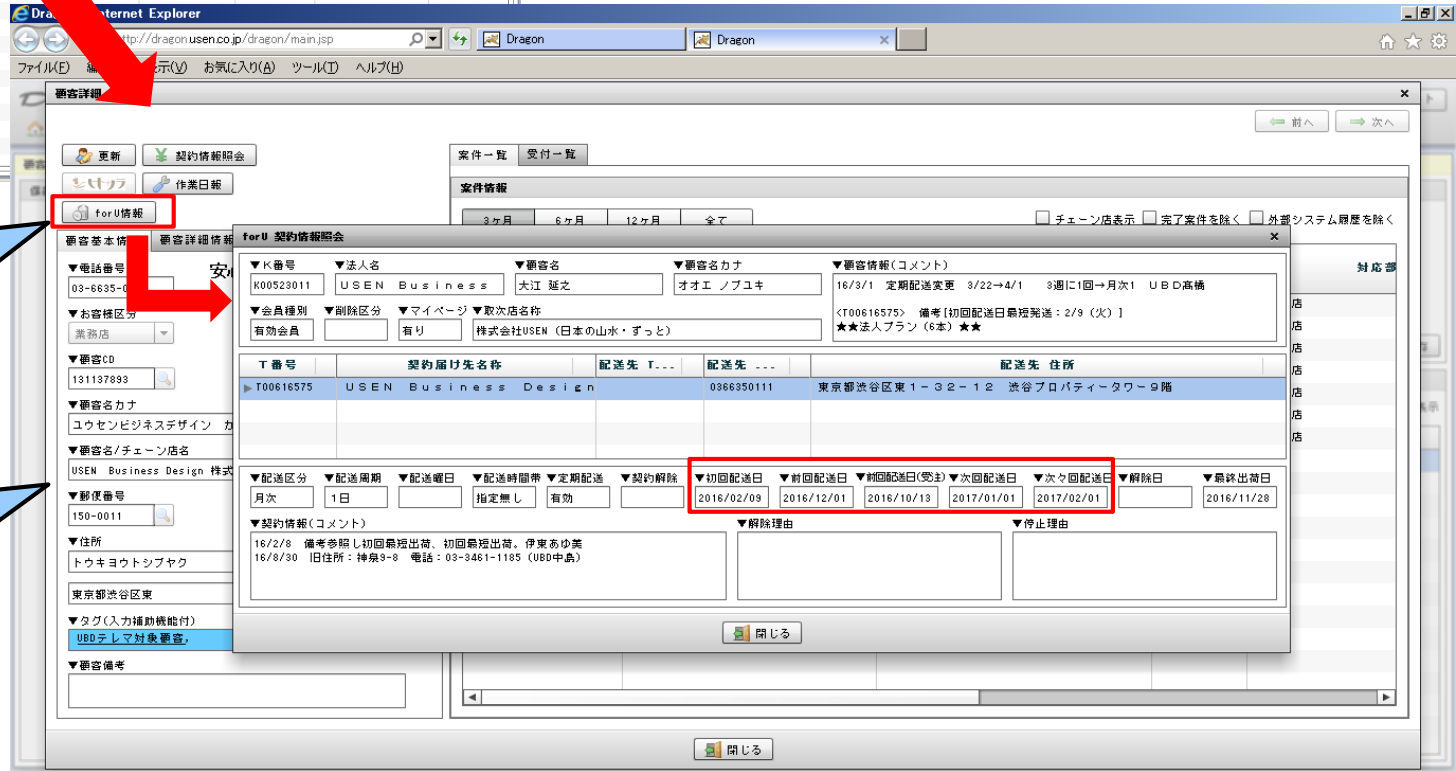 Internet Explorer
http://dragon.usen.co.jp/dragon/main.jsp
Dragon
Dragon
ファイル(F) 表示(V) お気に入り(A) ツール(T) ヘルプ(H)
顧客詳細
前へ 次へ
更新 契約情報照会
作業日報
forU情報
案件一覧 受付一覧
案件情報
3ヶ月 6ヶ月 12ヶ月 全て
チェーン店表示 完了案件を除く 外部システム履歴を除く
顧客基本情 顧客詳細情報
対応部
▼電話番号
03-6635-0
▼お客様区分
業務店
▼顧客CD
131137893
▼顧客名カナ
ユウセンビジネスデザイン カ
▼顧客名/チェーン店名
USEN Business Design 株式
▼郵便番号
150-0011
▼住所
トウキヨウトシブヤク
東京都渋谷区東
▼タグ(入力補助機能付)
UBDテレマ対象顧客,
▼顧客備考
forU 契約情報照会
▼K番号 ▼法人名 ▼顧客名 ▼顧客名カナ ▼顧客情報(コメント)
K00523011 USEN Business 大江 延之 オオエ ノブユキ
16/3/1 定期配送変更 3/22→4/1 3週に1回→月次1 UBD高橋
<T00616575> 備考[初回配送日最短発送:2/9 (火) ]
★★法人プラン (6本) ★★
▼会員種別 ▼削除区分 ▼マイページ ▼取次店名称
有効会員 有り 株式会社USEN (日本の山水・ずっと)
T番号 契約届け先名称 配送先 T... 配送先 ... 配送先 住所
T00616575 USEN Business Design 0366350111 東京都渋谷区東1-32-12 渋谷プロパティータワー9階
▼配送区分 ▼配送周期 ▼配送曜日 ▼配送時間帯 ▼定期配送 ▼契約解除 ▼初回配送日 ▼前回配送日 ▼前回配送日(受注) ▼次回配送日 ▼次々回配送日 ▼解除日 ▼最終出荷日
月次 1日 指定無し 有効 2016/02/09 2016/12/01 2016/10/13 2017/01/01 2017/02/01 2016/11/28
▼契約情報(コメント) ▼解除理由 ▼停止理由
16/2/8 備考参照し初回最短出荷、初回最短出荷。伊東あゆ美
16/8/30 旧住所:神泉9-8 電話:03-3461-1185 (UBD中島)
閉じる
店
店
店
店
店
店
店
閉じる